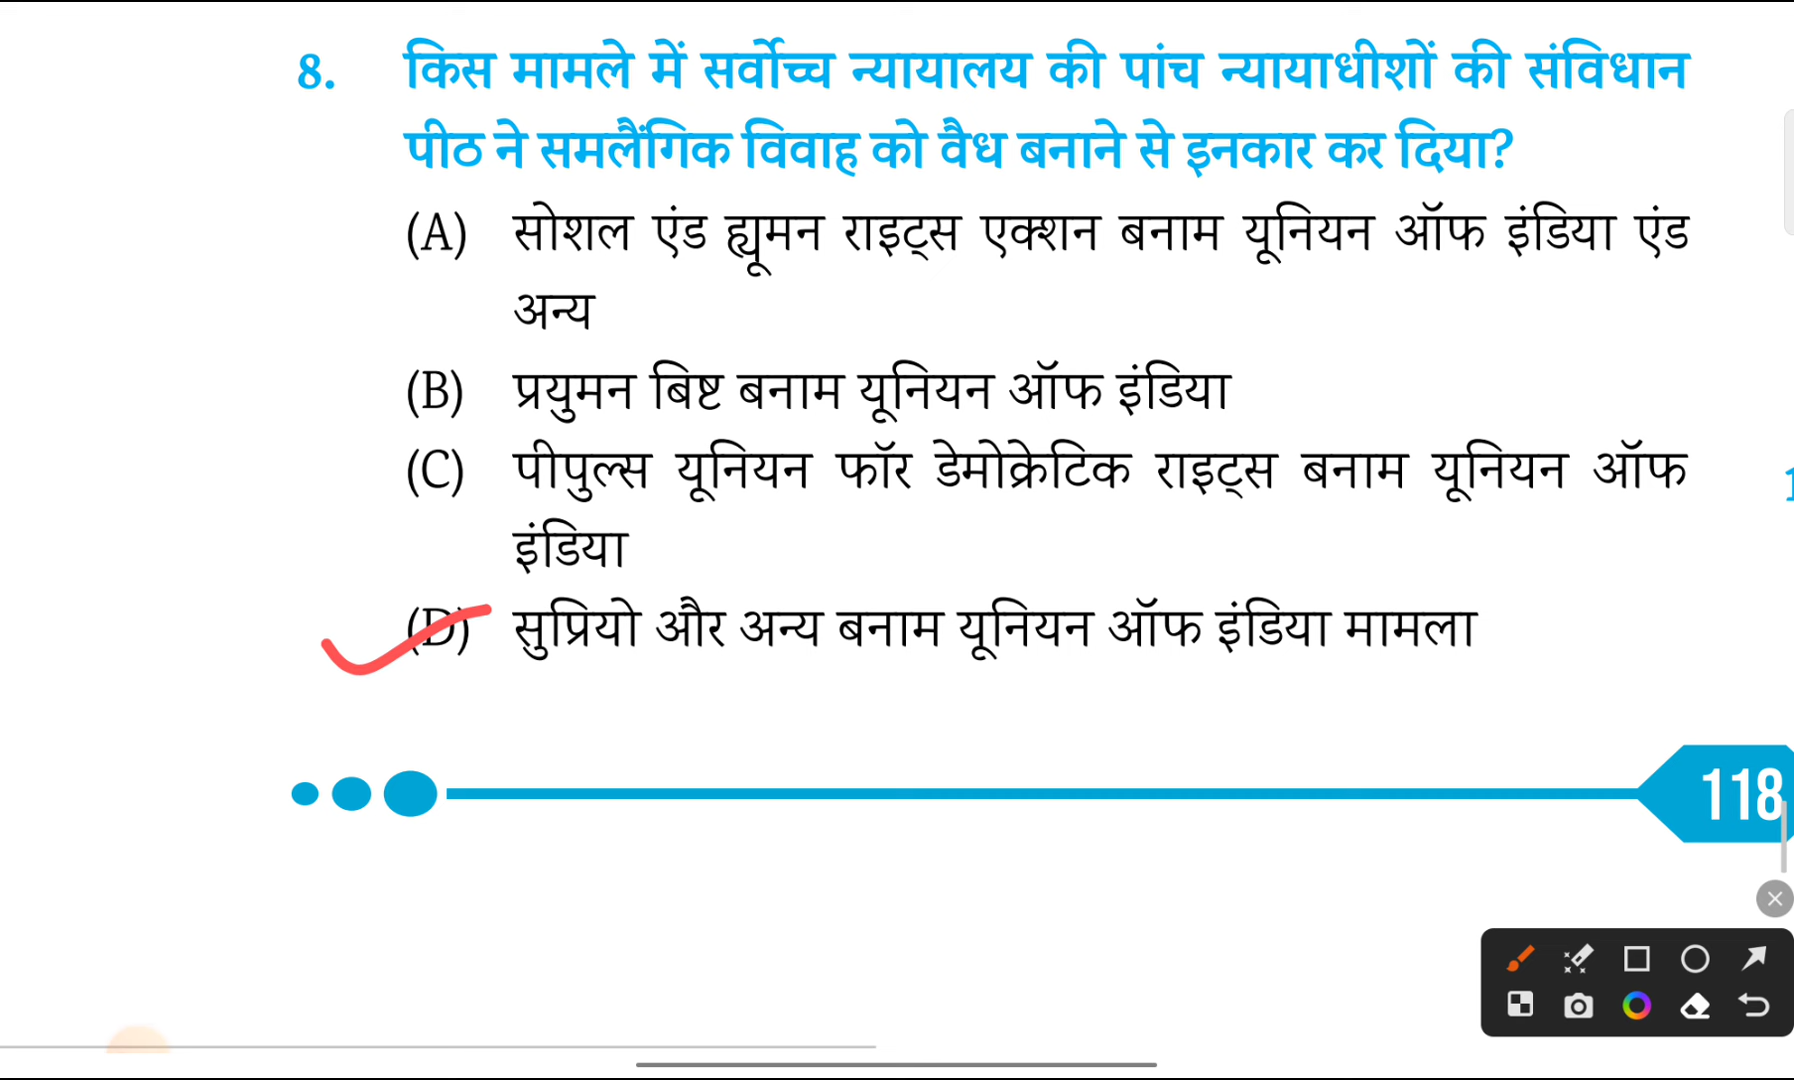 8. किस मामले में सर्वोच्च न्यायालय की पांच न्यायाधीशों की संविधान
पीठ ने समलैंगिक विवाह को वैध बनाने से इनकार कर दिया?
(A) सोशल एंड ह्यूमन राइट्स एक्शन बनाम यूनियन ऑफ इंडिया एंड
अन्य
(B) प्रयुमन बिष्ट बनाम यूनियन ऑफ इंडिया
(C) पीपुल्स यूनियन फॉर डेमोक्रेटिक राइट्स बनाम यूनियन ऑफ
इंडिया
(D) सुप्रियो और अन्य बनाम यूनियन ऑफ इंडिया मामला
118